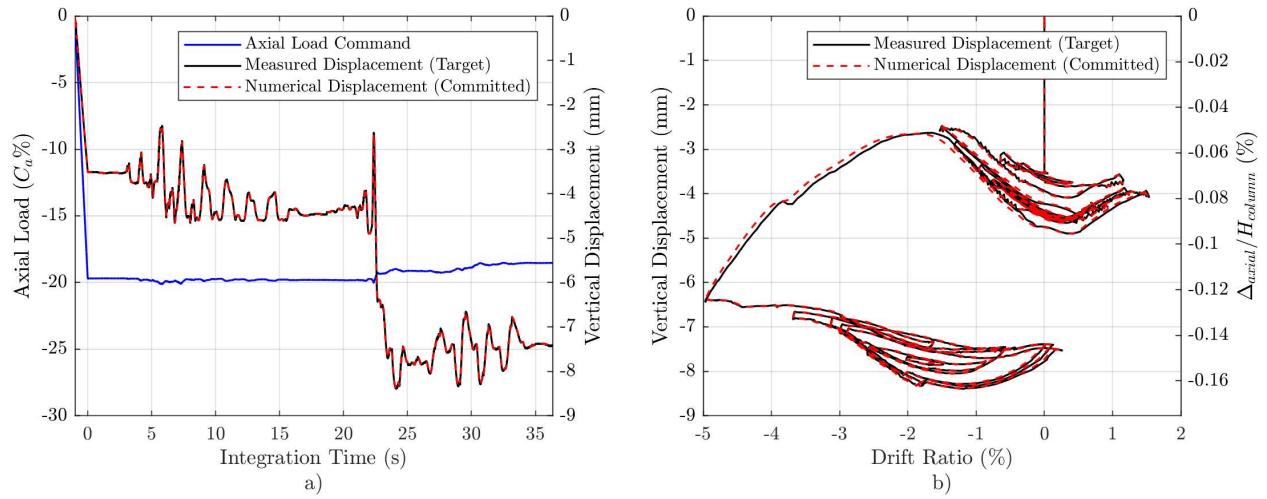 Axial Load Command
Measured Displacement (Target)
Numerical Displacement (Committed)
Axial Load (C_a%)
0
-5
-10
-15
-20
-25
-30
Vertical Displacement (mm)
0
-1
-2
-3
-4
-5
-6
-7
-8
-9
0 5 10 15 20 25 30 35
Integration Time (s)
a)
Measured Displacement (Target)
Numerical Displacement (Committed)
Vertical Displacement (mm)
0
-1
-2
-3
-4
-5
-6
-7
-8
-9
Δ_axial/H_column (%)
0
-0.02
-0.04
-0.06
-0.08
-0.1
-0.12
-0.14
-0.16
-5 -4 -3 -2 -1 0 1 2
Drift Ratio (%)
b)